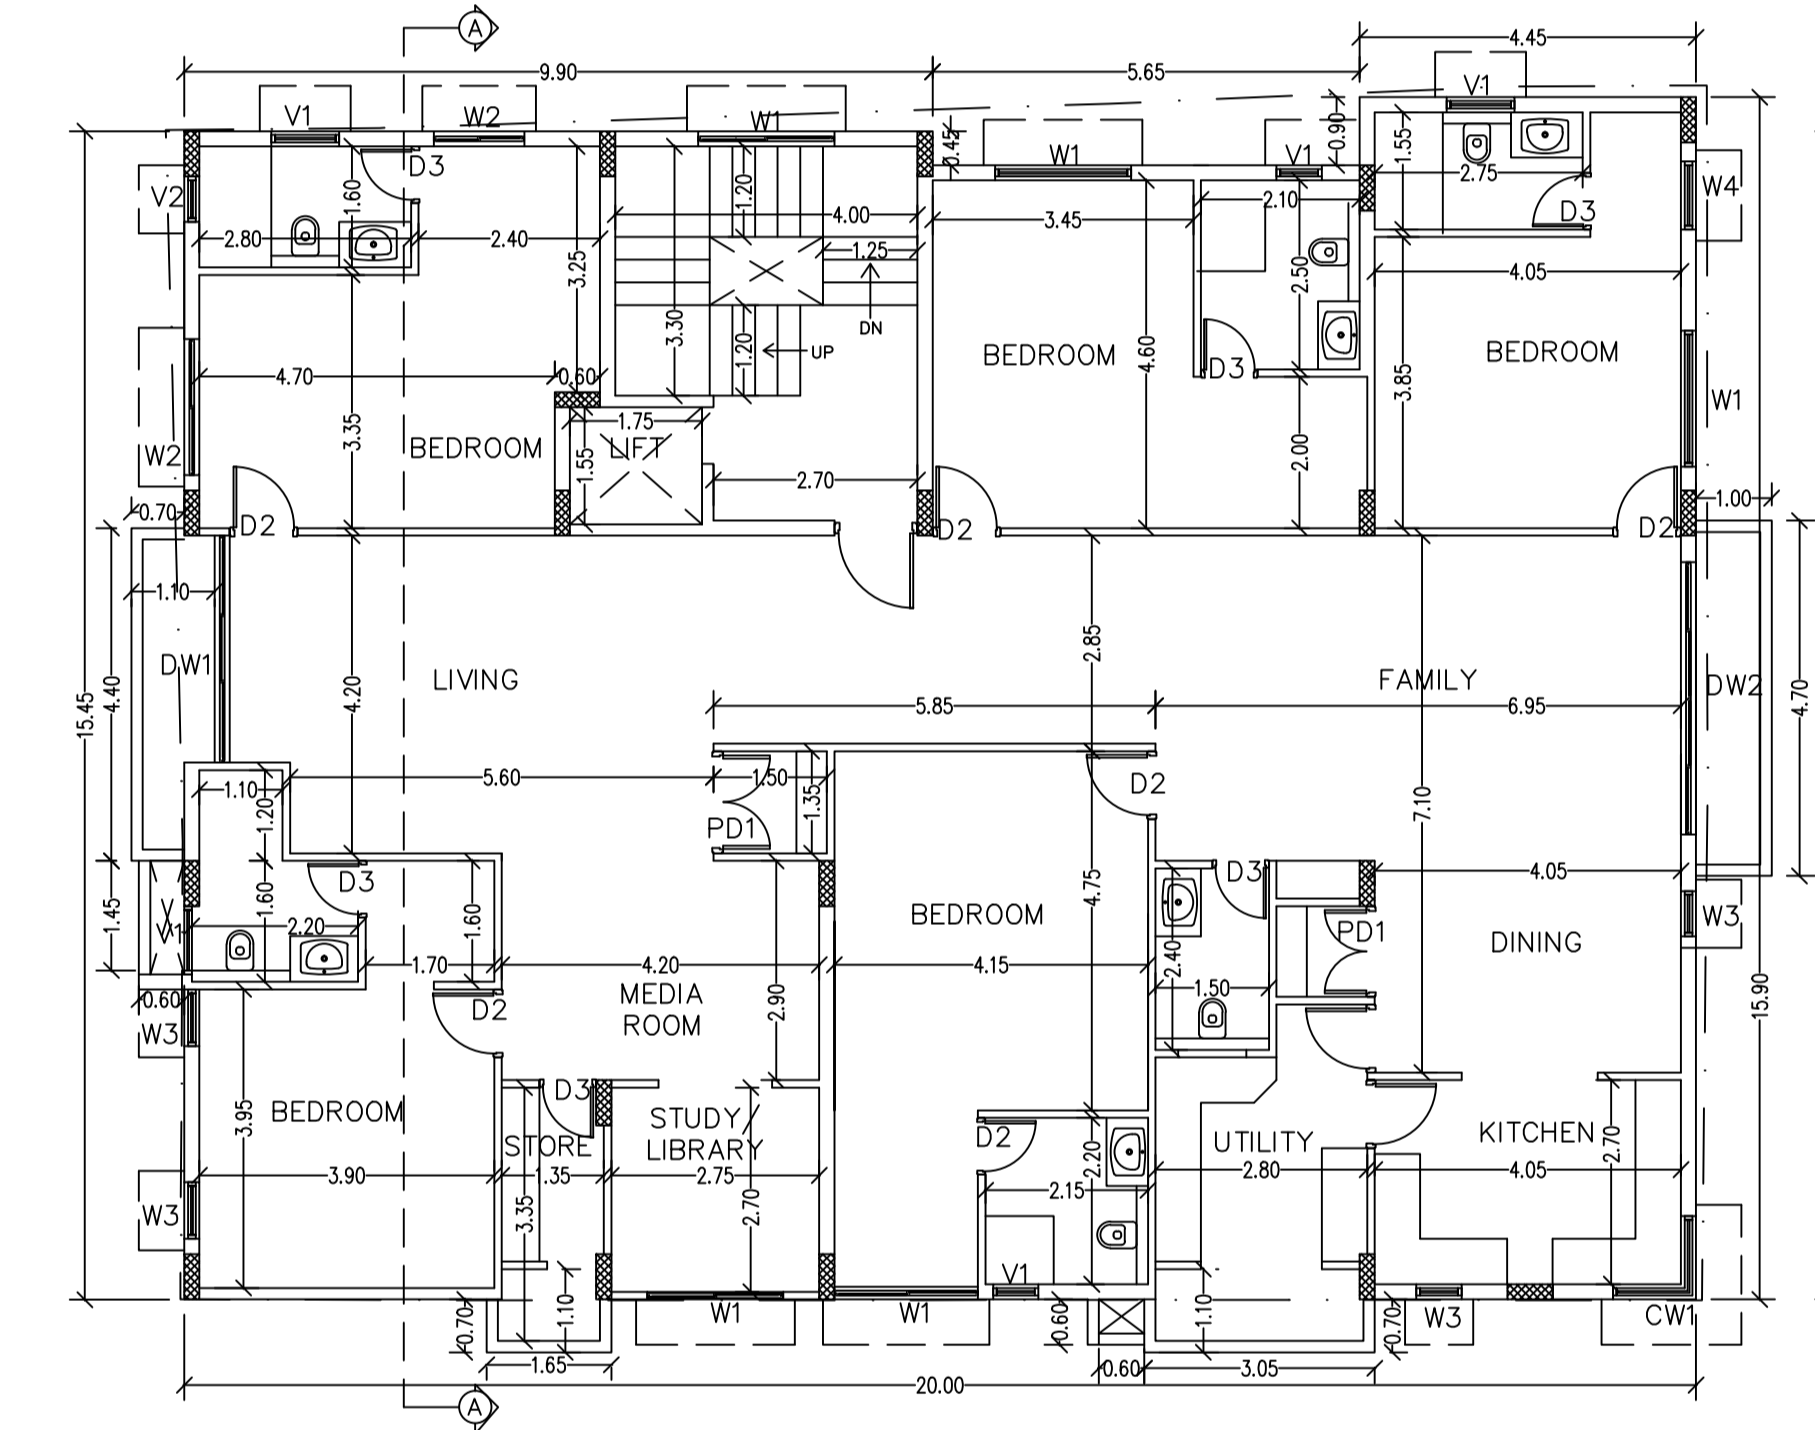 A
4.45
9.90
5.65
V1
V1
W2
W1
0.90
0.45
W1
V1
1.55
D3
2.75
W4
1.60
1.20
V2
2.10
D3
4.00
3.45
2.80
2.40
1.25
3.25
2.50
4.05
3.30
DN
UP
1.20
BEDROOM
4.60
BEDROOM
D3
4.70
0.60
3.85
W1
1.75
3.35
BEDROOM
LIFT
W2
1.55
2.00
2.70
0.70
1.00
D2
D2
D2
1.10
2.85
DW1
LIVING
FAMILY
DW2
4.40
4.20
15.45
5.85
6.95
4.70
5.60
1.50
D2
1.10
1.20
1.35
7.10
PD1
D3
D3
4.05
1.60
4.75
1.45
1.60
BEDROOM
W3
2.20
PD1
V1
DINING
2.40
1.70
4.20
4.15
MEDIA
ROOM
1.50
0.60
D2
2.90
15.90
W3
D3
BEDROOM
3.95
STUDY /
LIBRARY
STORE
D2
UTILITY
KITCHEN
2.20
2.70
3.90
1.35
2.75
2.80
4.05
2.15
W3
3.35
2.70
V1
1.10
1.10
W1
W1
W3
CW1
0.70
0.60
0.70
1.65
0.60
3.05
20.00
A